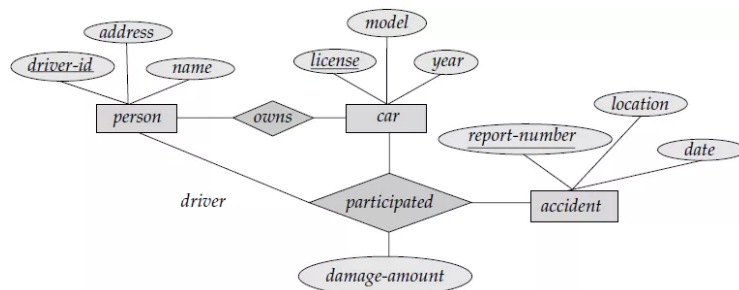 model
address
driver-id
name
license
year
person
owns
car
location
report-number
date
driver
participated
accident
damage-amount